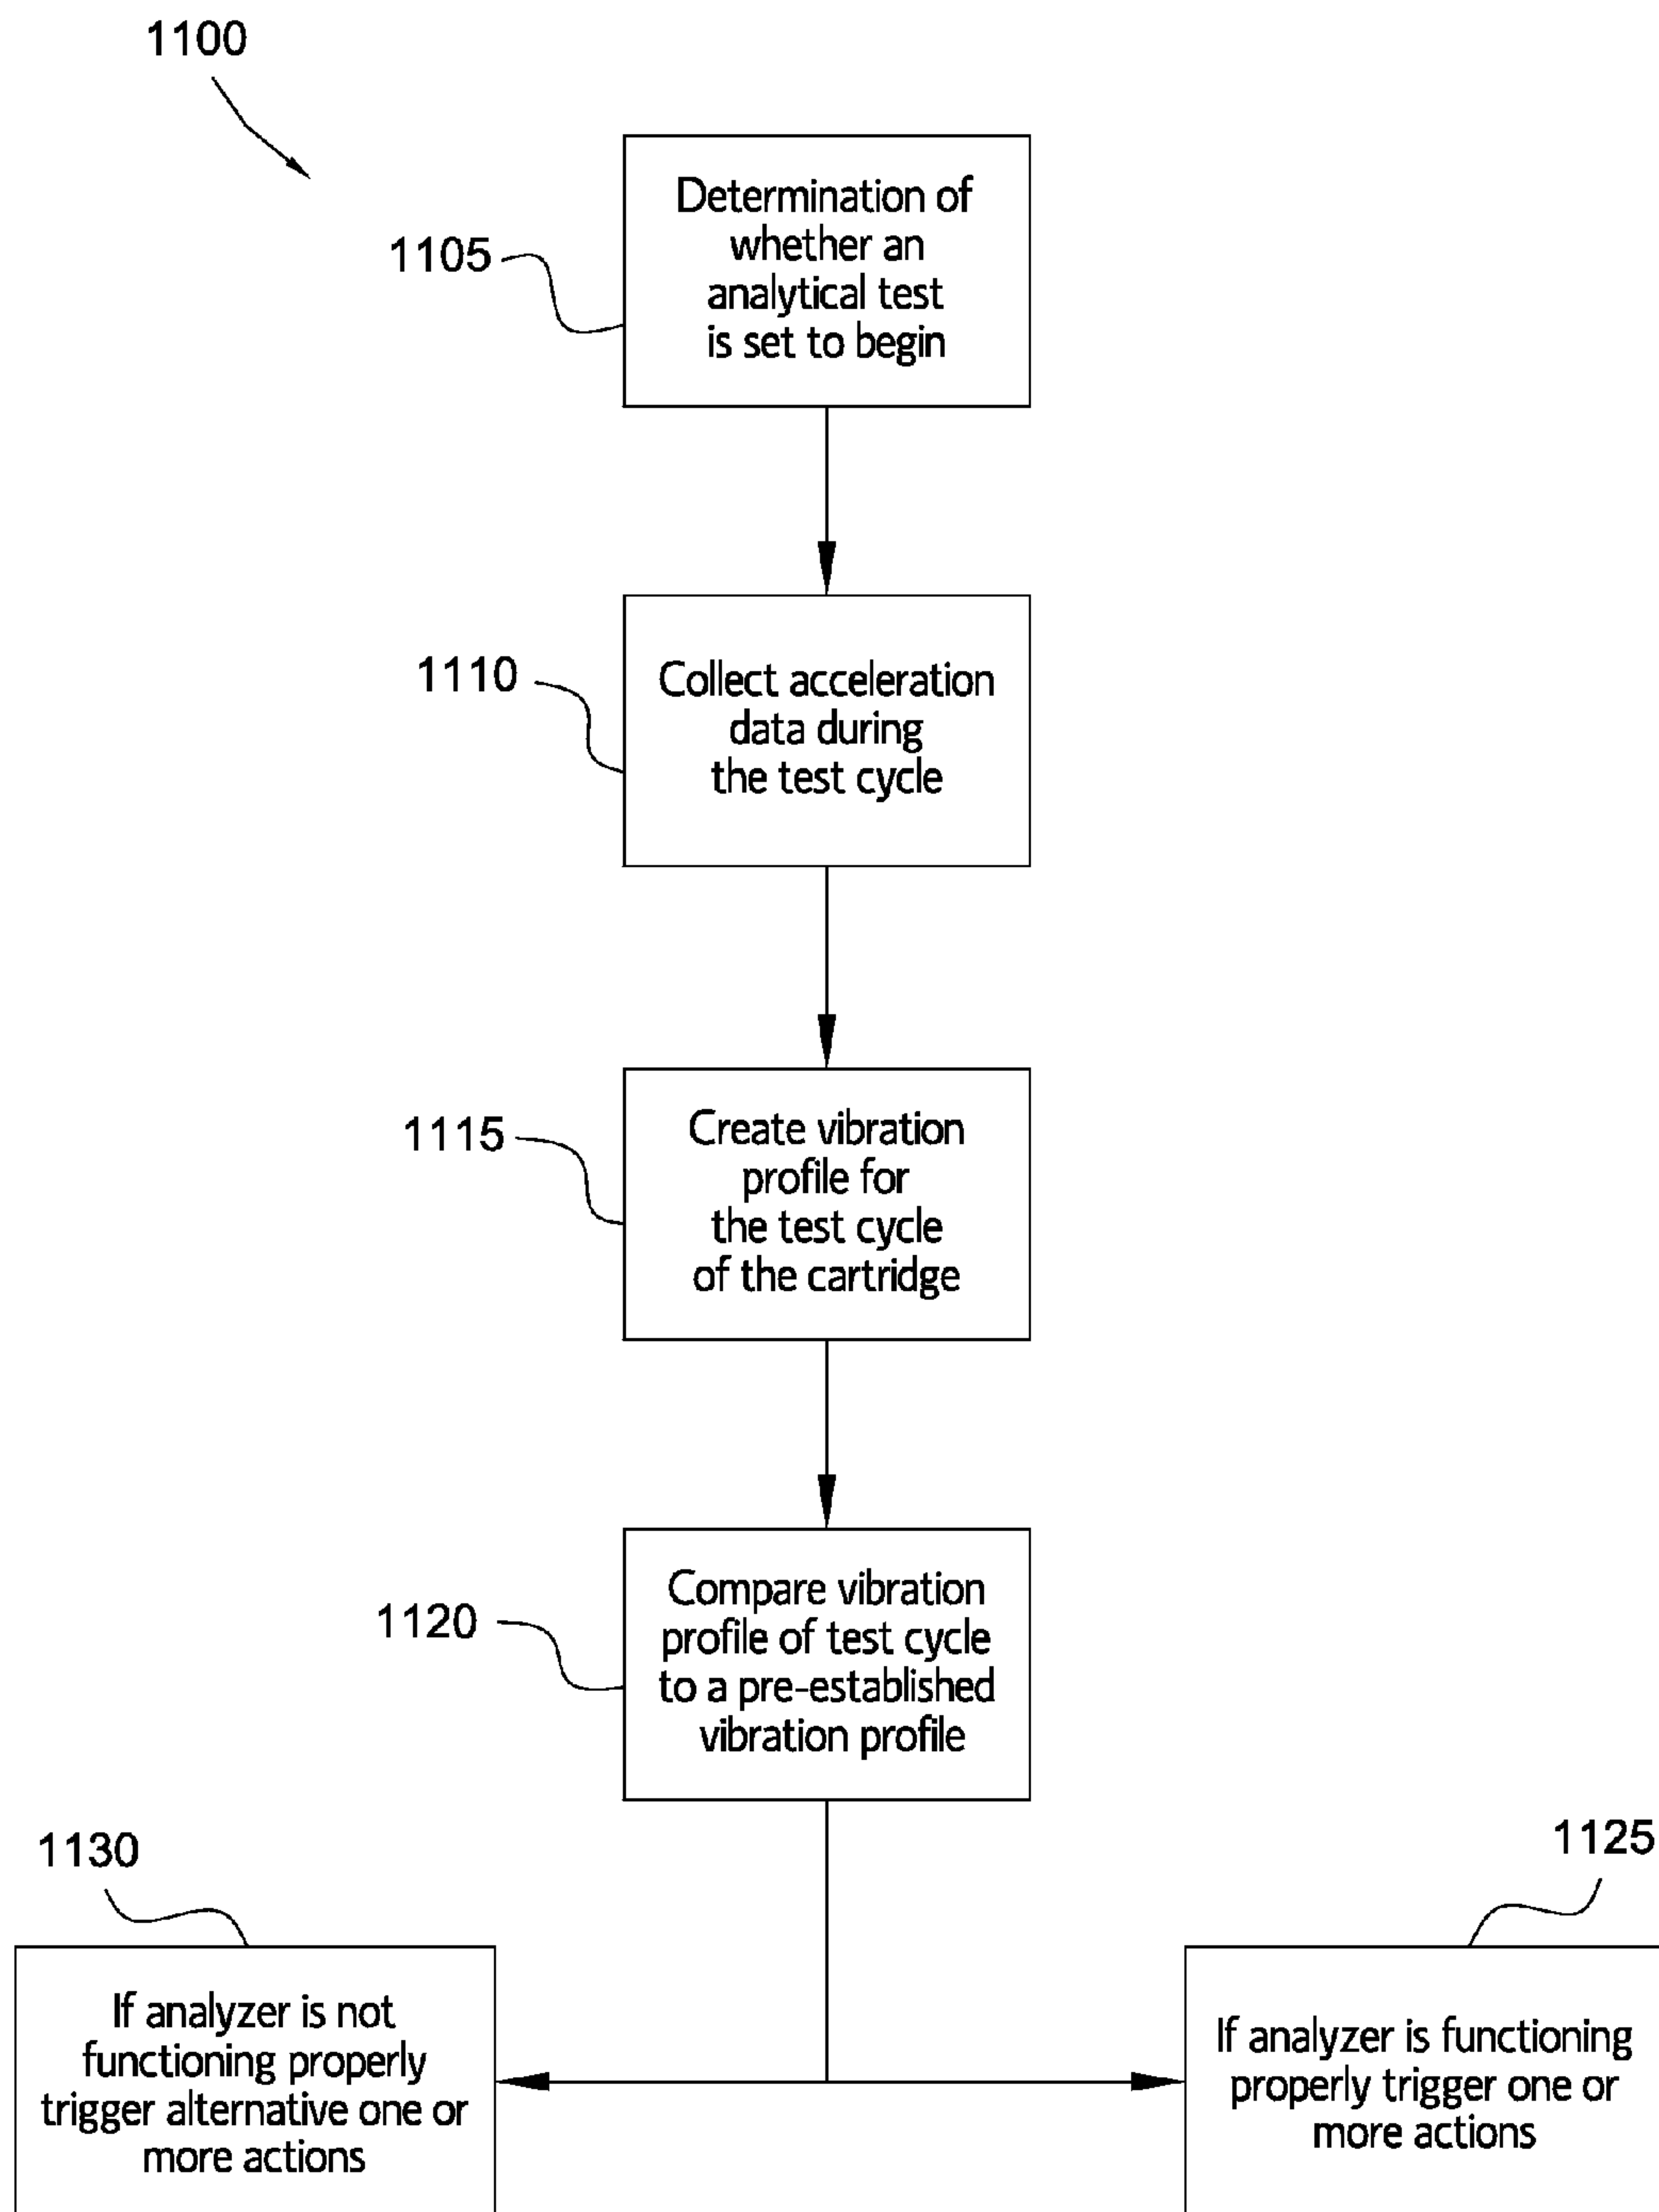 1100
1105
Determination of
whether an
analytical test
is set to begin
1110
Collect acceleration
data during
the test cycle
1115
Create vibration
profile for
the test cycle
of the cartridge
1120
Compare vibration
profile of test cycle
to a pre-established
vibration profile
1130
If analyzer is not
functioning properly
trigger alternative one or
more actions
1125
If analyzer is functioning
properly trigger one or
more actions